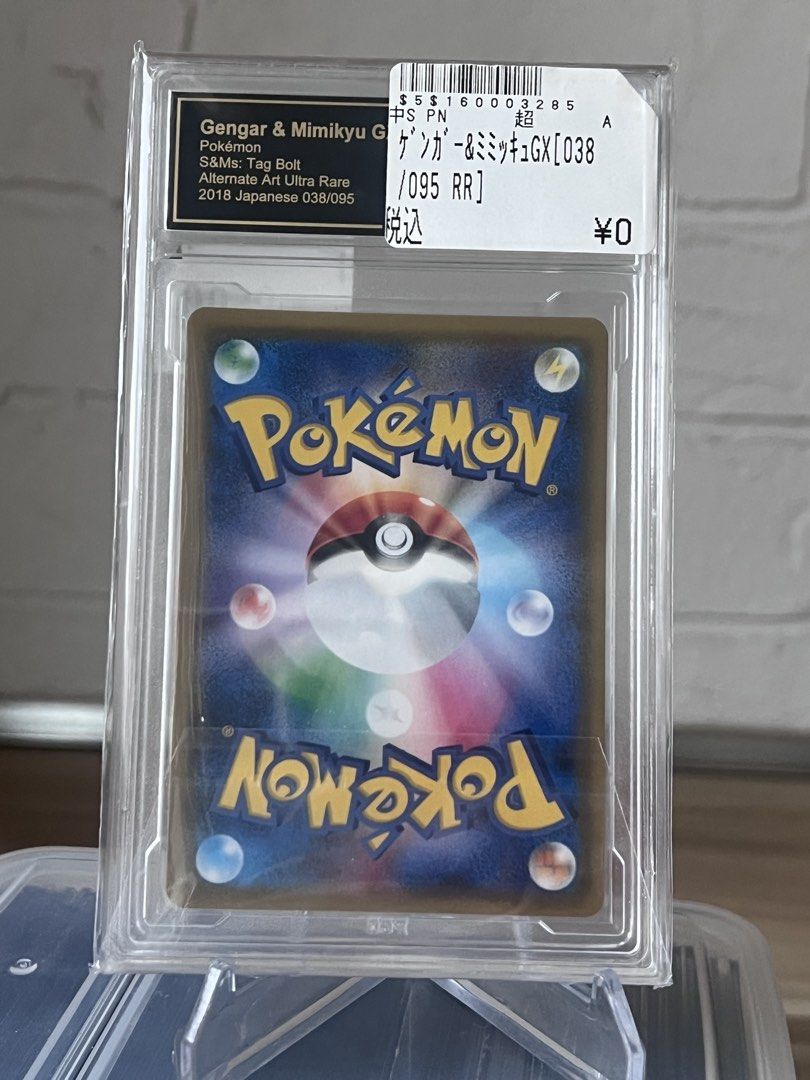 Gengar & Mimikyu G
Pokémon
S&Ms: Tag Bolt
Alternate Art Ultra Rare
2018 Japanese 038/095
$5$160003285
中S PN 超 A
ｹﾞﾝｶﾞｰ&ﾐﾐｯｷｭGX[038
/095 RR]
税込 ¥0
POKéMON
®
®
POKéMON